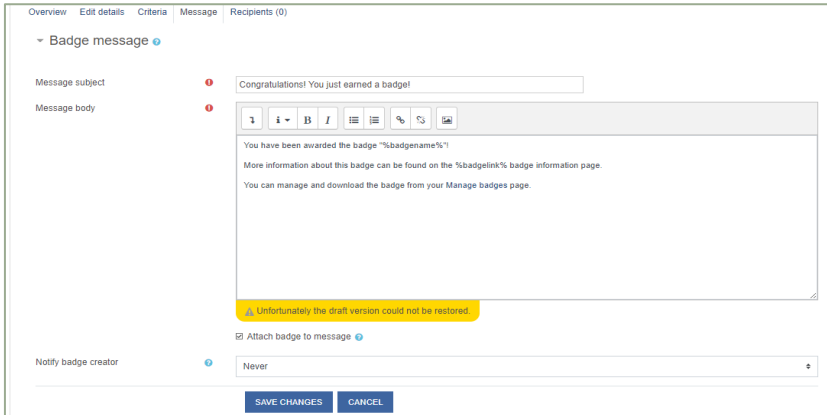 Overview Edit details Criteria Message Recipients (0)
Badge message
Message subject
Congratulations! You just earned a badge!
Message body
i B I
You have been awarded the badge "%badgename%"!
More information about this badge can be found on the %badgelink% badge information page.
You can manage and download the badge from your Manage badges page.
Unfortunately the draft version could not be restored.
Attach badge to message
Notify badge creator
Never
SAVE CHANGES CANCEL